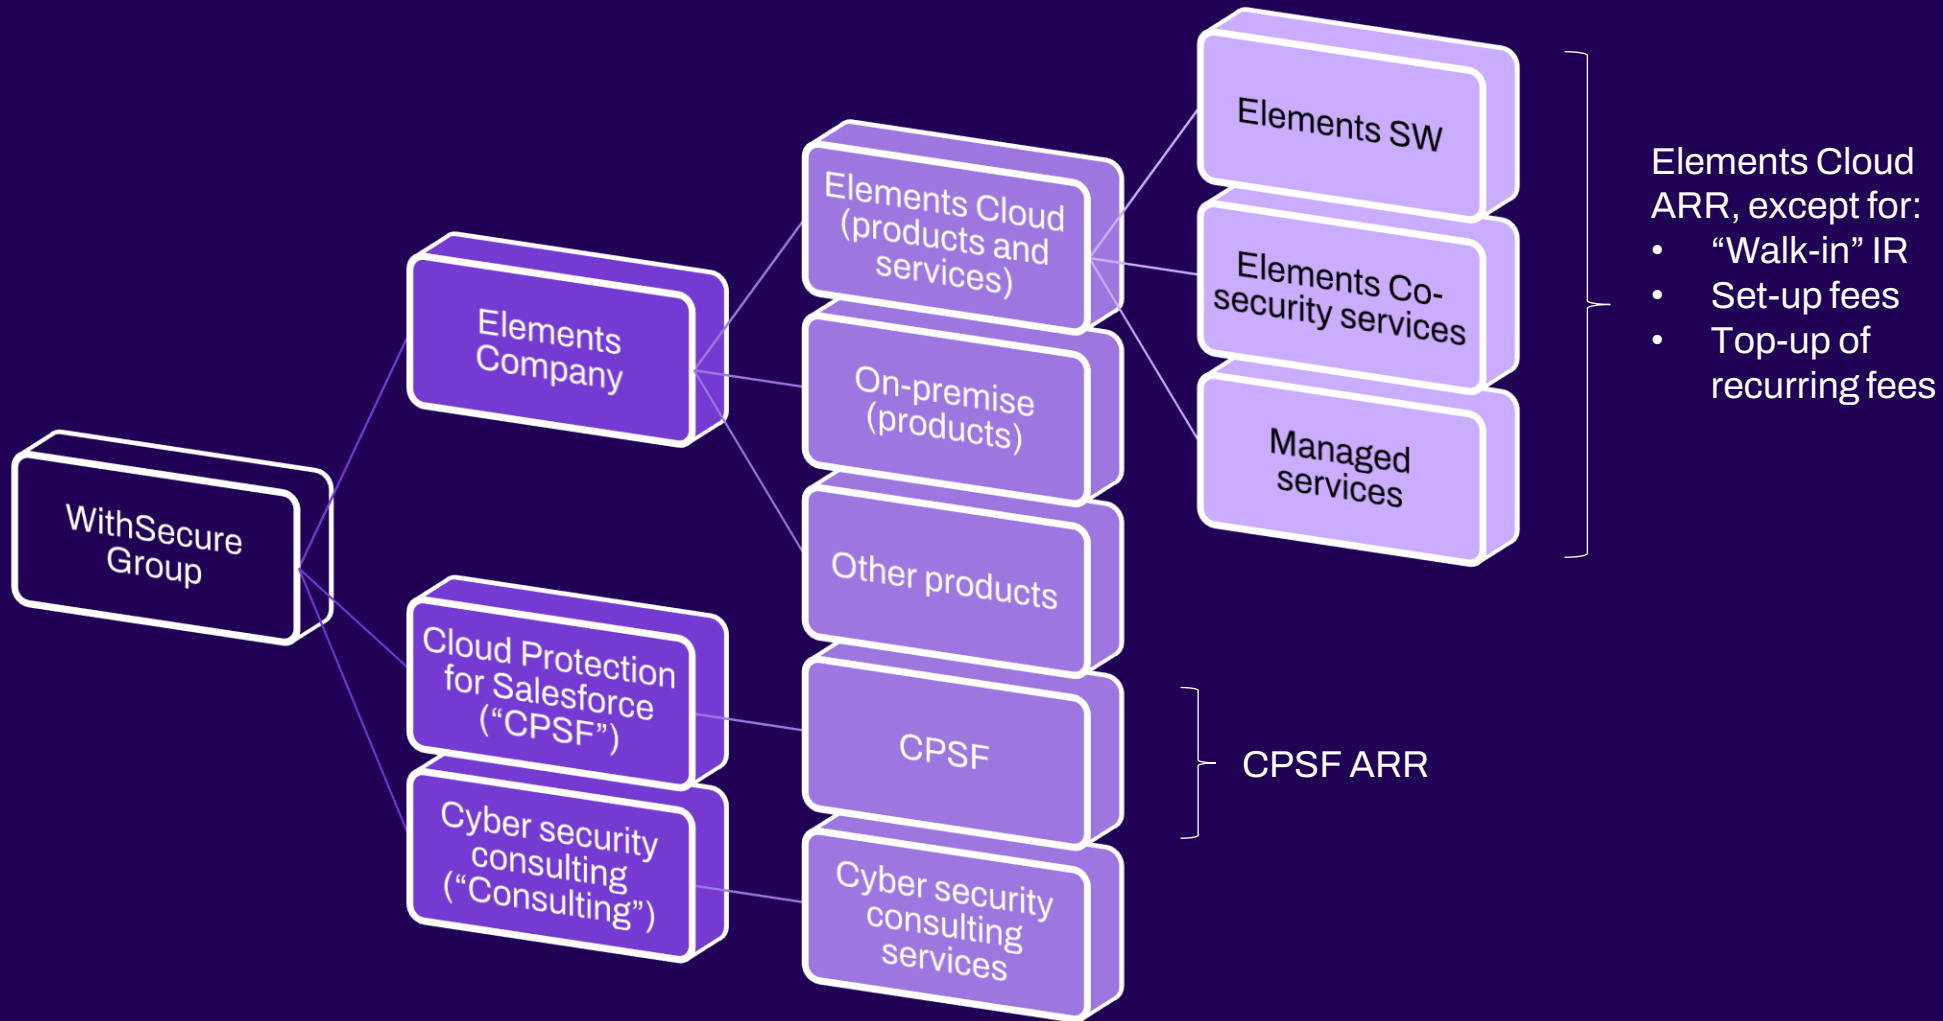 WithSecure
Group
Elements
Company
Cloud Protection
for Salesforce
(“CPSF”)
Cyber security
consulting
(“Consulting”)
Elements Cloud
(products and
services)
On-premise
(products)
Other products
CPSF
Cyber security
consulting
services
Elements SW
Elements Co-
security services
Managed
services
Elements Cloud
ARR, except for:
• “Walk-in” IR
• Set-up fees
• Top-up of
recurring fees
CPSF ARR